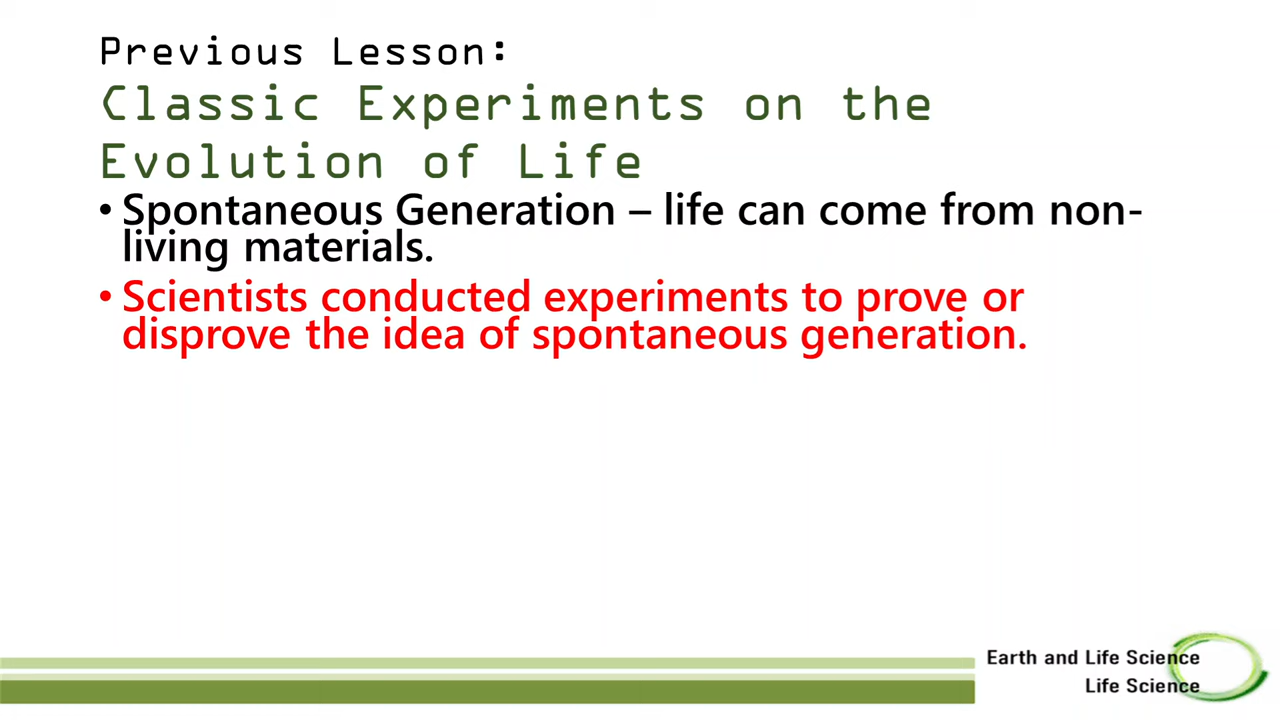 Previous Lesson:
Classic Experiments on the
Evolution of Life
• Spontaneous Generation – life can come from non-
living materials.
• Scientists conducted experiments to prove or
disprove the idea of spontaneous generation.
Earth and Life Science
Life Science